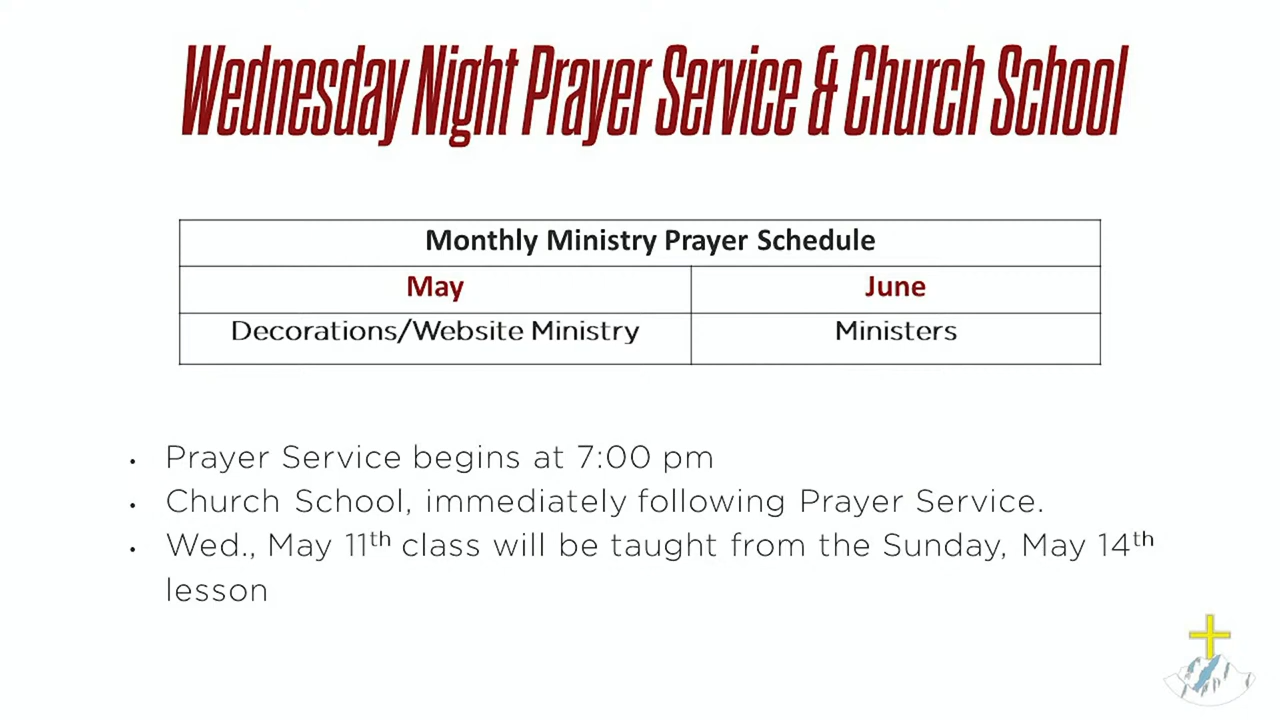 Wednesday Night Prayer Service & Church School
Monthly Ministry Prayer Schedule
May June
Decorations/Website Ministry Ministers
• Prayer Service begins at 7:00 pm
• Church School, immediately following Prayer Service.
• Wed., May 11th class will be taught from the Sunday, May 14th
lesson